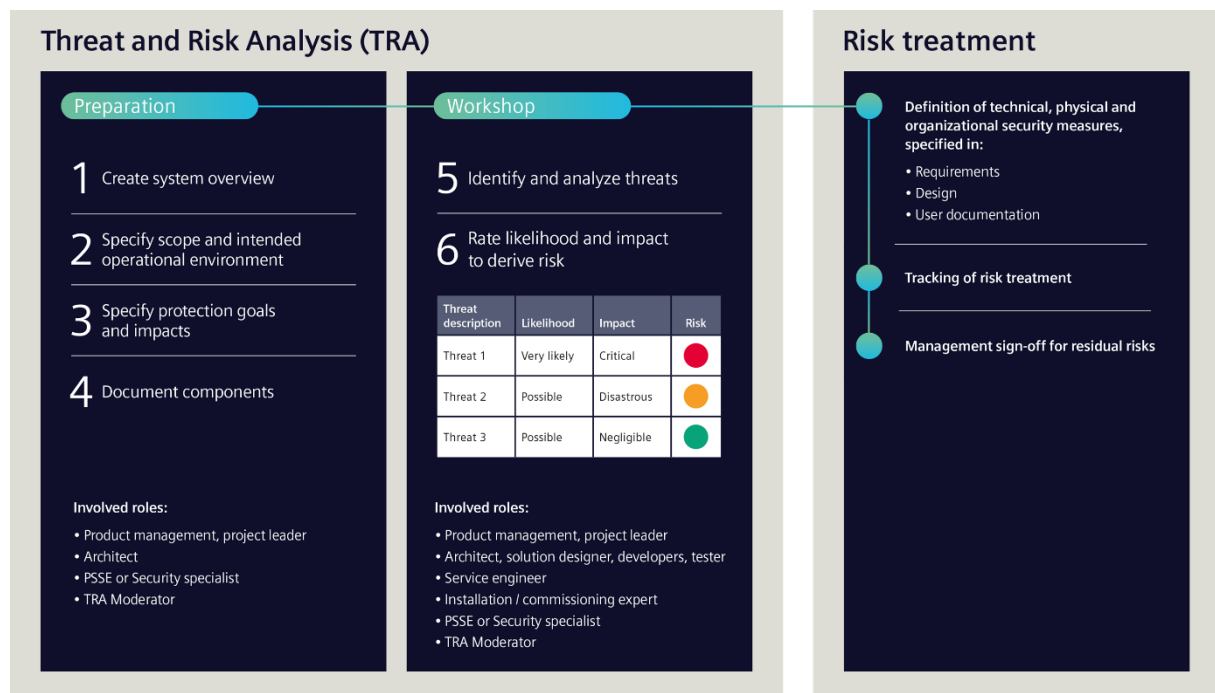 Threat and Risk Analysis (TRA)
Preparation
1 Create system overview
2 Specify scope and intended
operational environment
3 Specify protection goals
and impacts
4 Document components
Involved roles:
• Product management, project leader
• Architect
• PSSE or Security specialist
• TRA Moderator
Workshop
5 Identify and analyze threats
6 Rate likelihood and impact
to derive risk
Threat
description Likelihood Impact Risk
Threat 1 Very likely Critical
Threat 2 Possible Disastrous
Threat 3 Possible Negligible
Involved roles:
• Product management, project leader
• Architect, solution designer, developers, tester
• Service engineer
• Installation / commissioning expert
• PSSE or Security specialist
• TRA Moderator
Risk treatment
Definition of technical, physical and
organizational security measures,
specified in:
• Requirements
• Design
• User documentation
Tracking of risk treatment
Management sign-off for residual risks